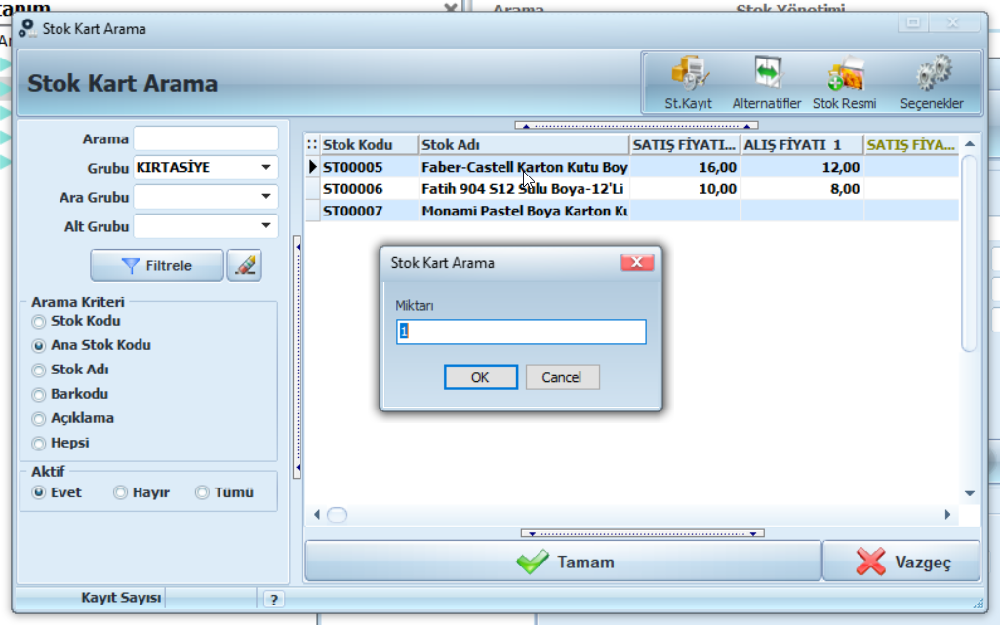 Arama
Stok Yönetimi
Stok Kart Arama
Stok Kart Arama
St.Kayıt
Alternatifler
Stok Resmi
Seçenekler
Arama
Grubu KIRTASİYE
Ara Grubu
Alt Grubu
Filtrele
Arama Kriteri
Stok Kodu
Ana Stok Kodu
Stok Adı
Barkodu
Açıklama
Hepsi
Aktif
Evet Hayır Tümü
Stok Kodu Stok Adı SATIŞ FİYATI... ALIŞ FİYATI 1 SATIŞ FİYA...
ST00005 Faber-Castell Karton Kutu Boy 16,00 12,00
ST00006 Fatih 904 S12 Sulu Boya-12'Li 10,00 8,00
ST00007 Monami Pastel Boya Karton Ku
Stok Kart Arama
Miktarı
1
OK Cancel
Tamam Vazgeç
Kayıt Sayısı ?